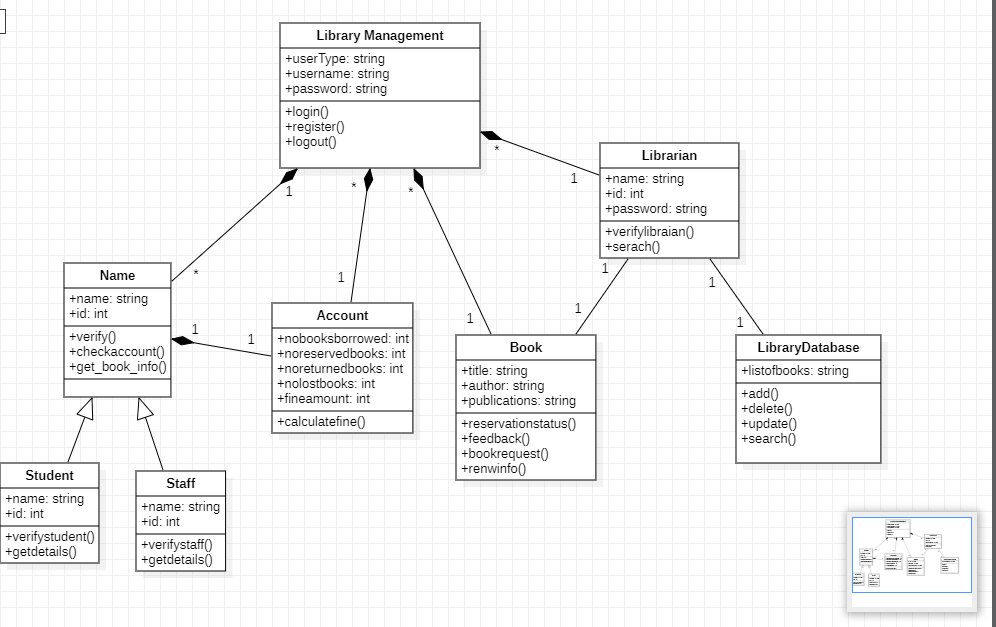 Library Management
+userType: string
+username: string
+password: string
+login()
+register()
+logout()
1
*
*
*
1
*
1
1
Librarian
+name: string
+id: int
+password: string
+verifylibraian()
+serach()
1
1
1
1
Name
+name: string
+id: int
+verify()
+checkaccount()
+get_book_info()
1
1
Account
+nobooksborrowed: int
+noreservedbooks: int
+noreturnedbooks: int
+nolostbooks: int
+fineamount: int
+calculatefine()
Book
+title: string
+author: string
+publications: string
+reservationstatus()
+feedback()
+bookrequest()
+renwinfo()
LibraryDatabase
+listofbooks: string
+add()
+delete()
+update()
+search()
Student
+name: string
+id: int
+verifystudent()
+getdetails()
Staff
+name: string
+id: int
+verifystaff()
+getdetails()